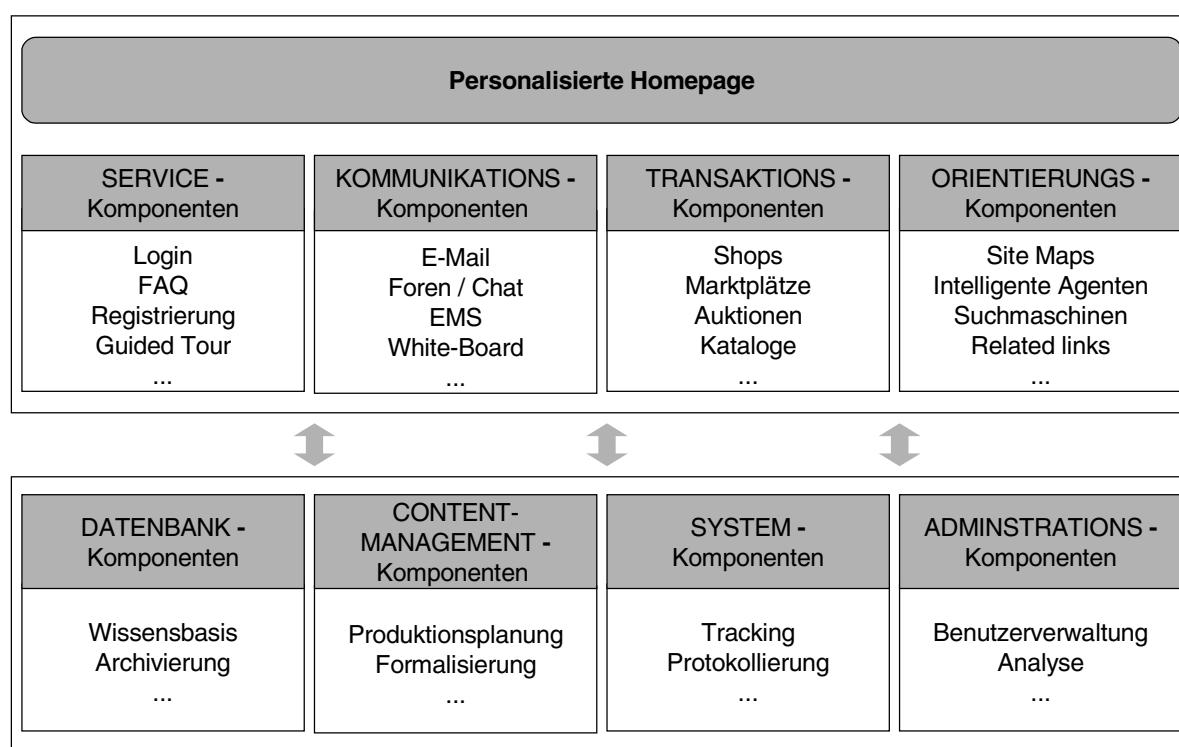 Personalisierte Homepage
SERVICE -
Komponenten
Login
FAQ
Registrierung
Guided Tour
...
KOMMUNIKATIONS -
Komponenten
E-Mail
Foren / Chat
EMS
White-Board
...
TRANSAKTIONS -
Komponenten
Shops
Marktplätze
Auktionen
Kataloge
...
ORIENTIERUNGS -
Komponenten
Site Maps
Intelligente Agenten
Suchmaschinen
Related links
...
DATENBANK -
Komponenten
Wissensbasis
Archivierung
...
CONTENT-
MANAGEMENT -
Komponenten
Produktionsplanung
Formalisierung
...
SYSTEM -
Komponenten
Tracking
Protokollierung
...
ADMINSTRATIONS -
Komponenten
Benutzerverwaltung
Analyse
...